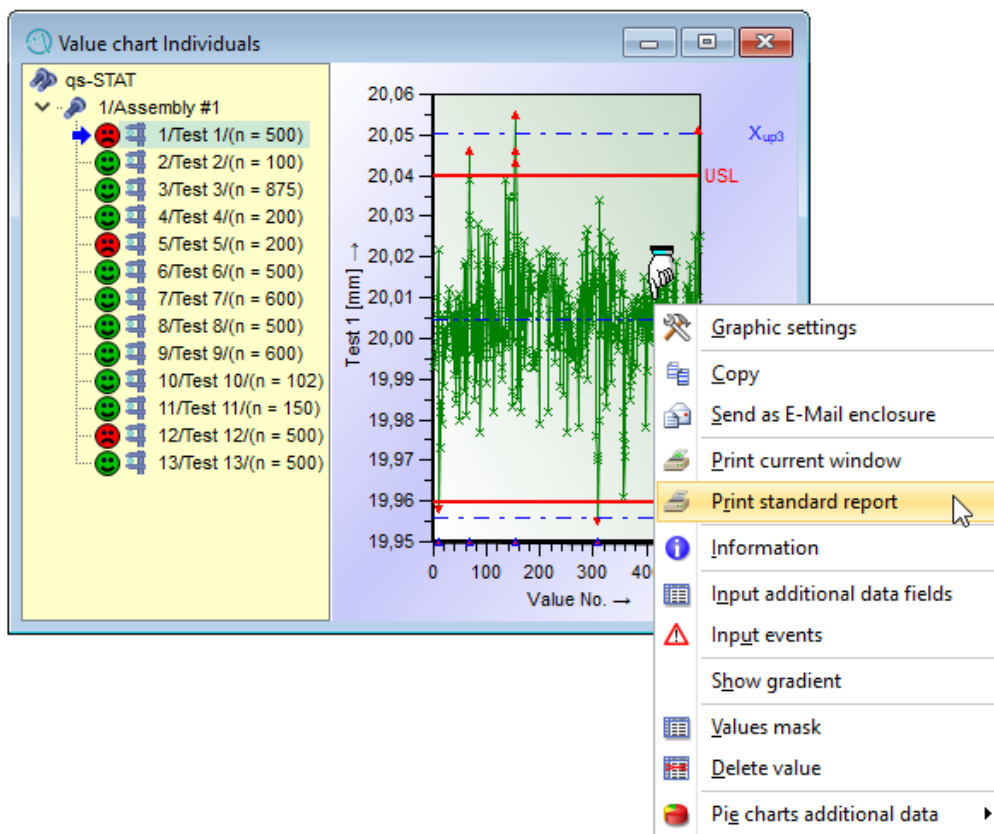 Value chart Individuals
qs-STAT
1/Assembly #1
1/Test 1/(n = 500)
2/Test 2/(n = 100)
3/Test 3/(n = 875)
4/Test 4/(n = 200)
5/Test 5/(n = 200)
6/Test 6/(n = 500)
7/Test 7/(n = 600)
8/Test 8/(n = 500)
9/Test 9/(n = 600)
10/Test 10/(n = 102)
11/Test 11/(n = 150)
12/Test 12/(n = 500)
13/Test 13/(n = 500)
Test 1 [mm] →
20,06
20,05
20,04
20,03
20,02
20,01
20,00
19,99
19,98
19,97
19,96
19,95
Xup3
USL
0 100 200 300 40
Value No. →
Graphic settings
Copy
Send as E-Mail enclosure
Print current window
Print standard report
Information
Input additional data fields
Input events
Show gradient
Values mask
Delete value
Pie charts additional data